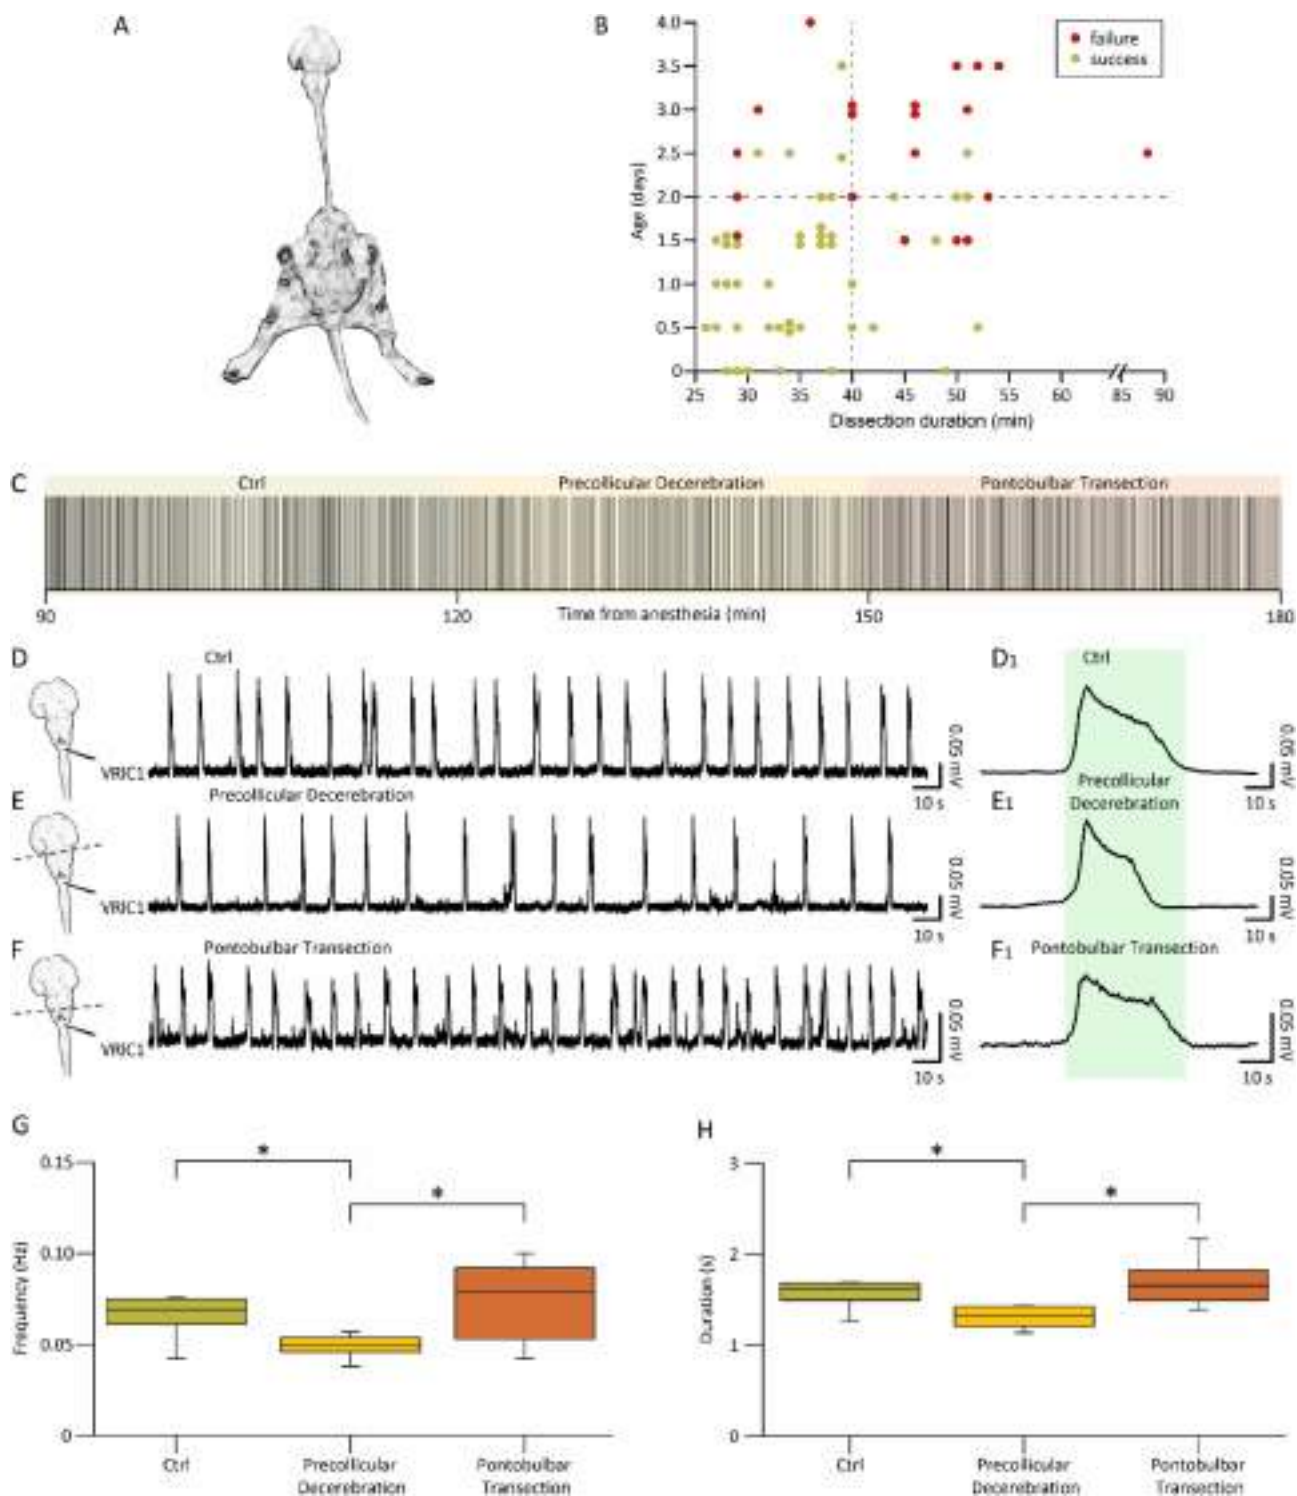 A
B
4.0
3.5
3.0
2.5
2.0
1.5
1.0
0.5
0
Age (days)
failure
success
25 30 35 40 45 50 55 60 85 90
Dissection duration (min)
C
Ctrl Precollicular Decerebration Pontobulbar Transection
90 120 150 180
Time from anesthesia (min)
D
Ctrl
VRIC1
0.05 mV
10 s
D1
Ctrl
0.05 mV
10 s
E
Precollicular Decerebration
VRIC1
0.05 mV
10 s
E1
Precollicular
Decerebration
0.05 mV
10 s
F
Pontobulbar Transection
VRIC1
0.05 mV
10 s
F1
Pontobulbar Transection
0.05 mV
10 s
G
0.15
0.10
0.05
0
Frequency (Hz)
*
*
Ctrl
Precollicular
Decerebration
Pontobulbar
Transection
H
3
2
1
0
Duration (s)
*
*
Ctrl
Precollicular
Decerebration
Pontobulbar
Transection